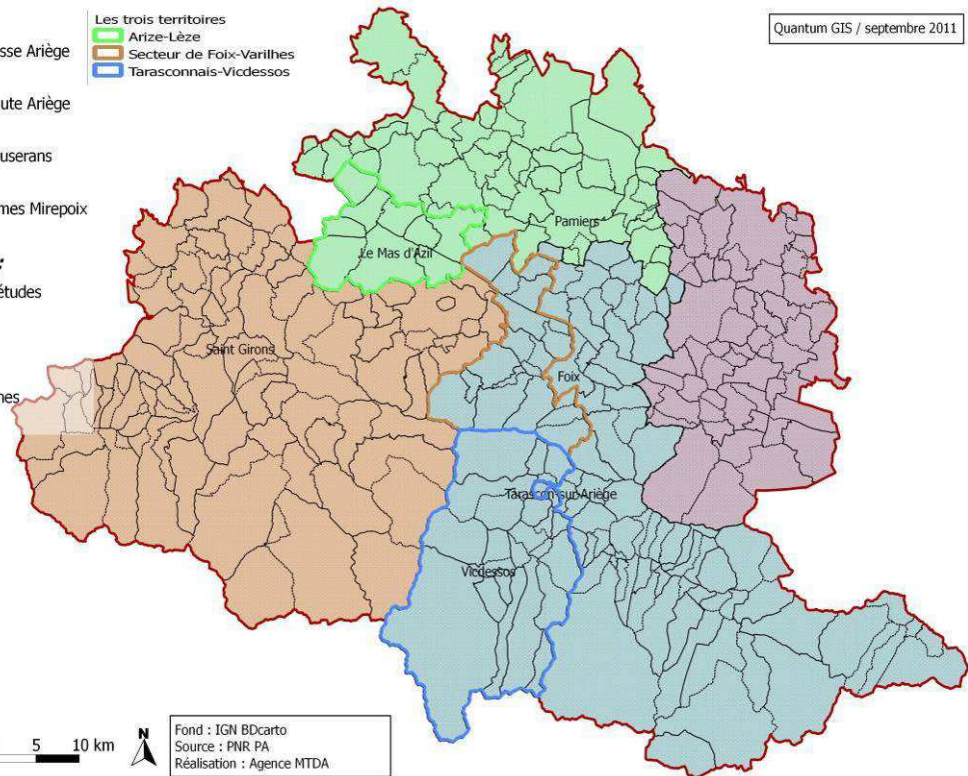 Les trois territoires
Arize-Lèze
Secteur de Foix-Varilhes
Tarasconnais-Vicdessos
Quantum GIS / septembre 2011
sse Ariège
ute Ariège
userans
mes Mirepoix
:
études
nes
Pamiers
Le Mas d'Azil
Saint Girons
Foix
Tarascon-sur-Ariège
Vicdessos
5 10 km
N
Fond : IGN BDcarto
Source : PNR PA
Réalisation : Agence MTDA